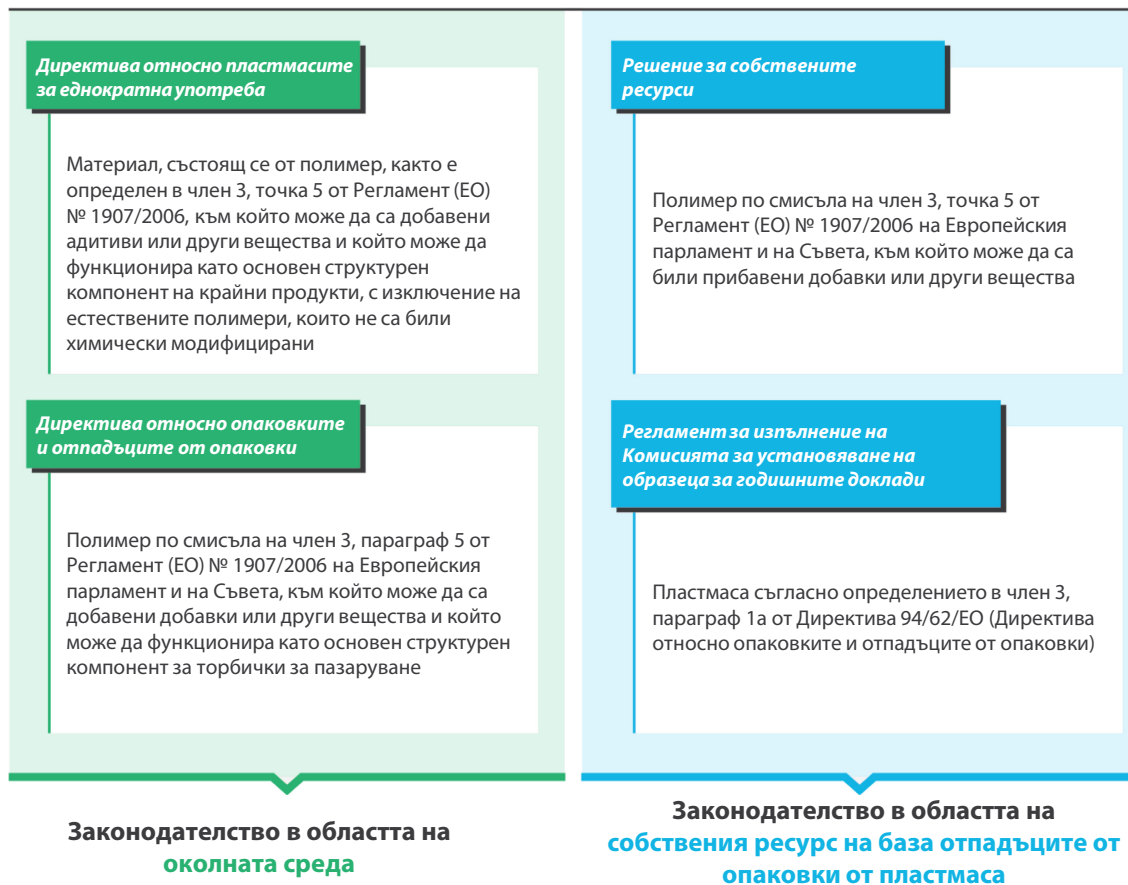 Директива относно пластмасите
за еднократна употреба
Материал, състоящ се от полимер, както е
определен в член 3, точка 5 от Регламент (ЕО)
№ 1907/2006, към който може да са добавени
адитиви или други вещества и който може да
функционира като основен структурен
компонент на крайни продукти, с изключение на
естествените полимери, които не са били
химически модифицирани
Директива относно опаковките
и отпадъците от опаковки
Полимер по смисъла на член 3, параграф 5 от
Регламент (ЕО) № 1907/2006 на Европейския
парламент и на Съвета, към който може да са
добавени добавки или други вещества и който
може да функционира като основен структурен
компонент за торбички за пазаруване
Законодателство в областта на
околната среда
Решение за собствените
ресурси
Полимер по смисъла на член 3, точка 5 от
Регламент (ЕО) № 1907/2006 на Европейския
парламент и на Съвета, към който може да са
били прибавени добавки или други вещества
Регламент за изпълнение на
Комисията за установяване на
образеца за годишните доклади
Пластмаса съгласно определението в член 3,
параграф 1а от Директива 94/62/ЕО (Директива
относно опаковките и отпадъците от опаковки)
Законодателство в областта на
собствения ресурс на база отпадъците от
опаковки от пластмаса